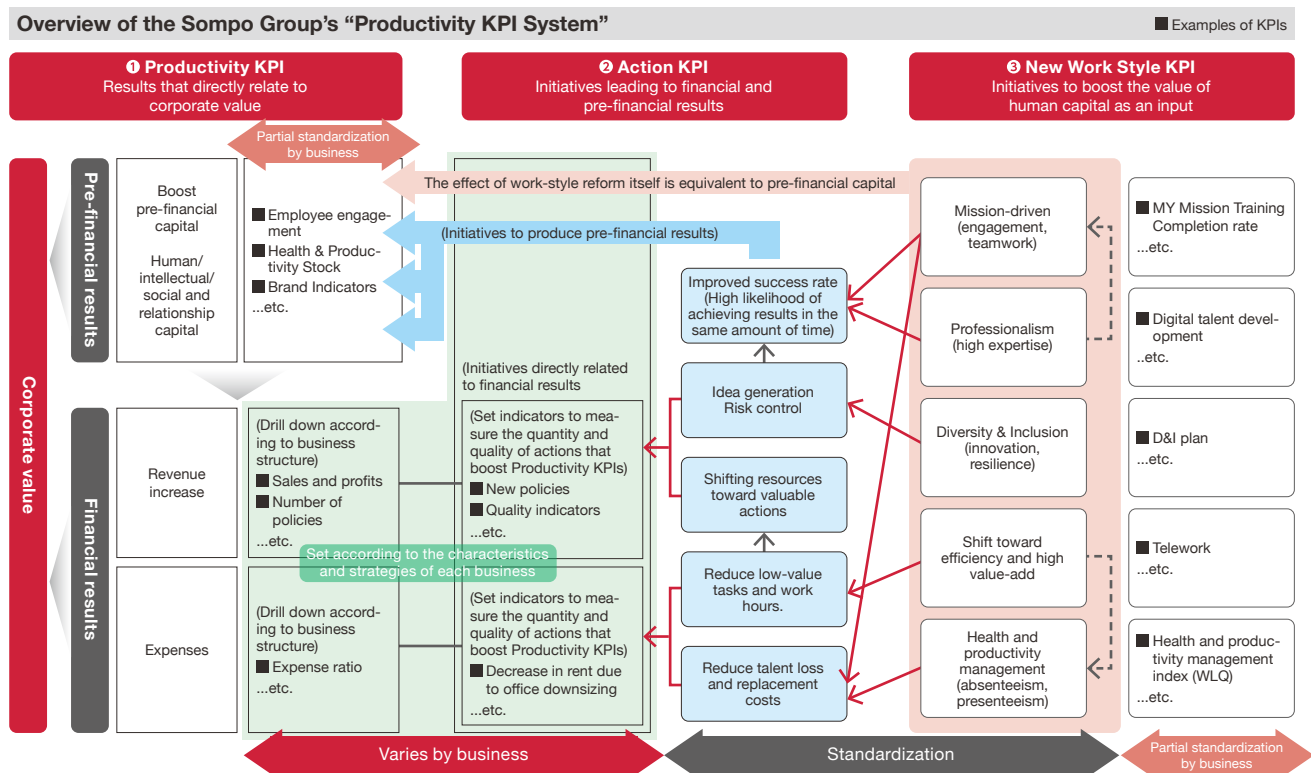 Overview of the Sompo Group's “Productivity KPI System”
■ Examples of KPIs
❶ Productivity KPI
Results that directly relate to
corporate value
❷ Action KPI
Initiatives leading to financial and
pre-financial results
❸ New Work Style KPI
Initiatives to boost the value of
human capital as an input
Partial standardization
by business
Corporate value
Pre-financial results
Boost
pre-financial
capital
Human/
intellectual/
social and
relationship
capital
■ Employee engage-
ment
■ Health & Produc-
tivity Stock
■ Brand Indicators
...etc.
The effect of work-style reform itself is equivalent to pre-financial capital
(Initiatives to produce pre-financial results)
Improved success rate
(High likelihood of
achieving results in the
same amount of time)
Mission-driven
(engagement,
teamwork)
■ MY Mission Training
Completion rate
...etc.
Professionalism
(high expertise)
■ Digital talent devel-
opment
..etc.
Financial results
Revenue
increase
(Drill down accord-
ing to business
structure)
■ Sales and profits
■ Number of
policies
...etc.
(Initiatives directly related
to financial results
(Set indicators to mea-
sure the quantity and
quality of actions that
boost Productivity KPIs)
■ New policies
■ Quality indicators
...etc.
Idea generation
Risk control
Shifting resources
toward valuable
actions
Diversity & Inclusion
(innovation,
resilience)
■ D&I plan
...etc.
Set according to the characteristics
and strategies of each business
Expenses
(Drill down accord-
ing to business
structure)
■ Expense ratio
...etc.
(Set indicators to mea-
sure the quantity and
quality of actions that
boost Productivity KPIs)
■ Decrease in rent due
to office downsizing
...etc.
Reduce low-value
tasks and work
hours.
Reduce talent loss
and replacement
costs
Shift toward
efficiency and high
value-add
■ Telework
...etc.
Health and
productivity
management
(absenteeism,
presenteeism)
■ Health and produc-
tivity management
index (WLQ)
...etc.
Varies by business
Standardization
Partial standardization
by business